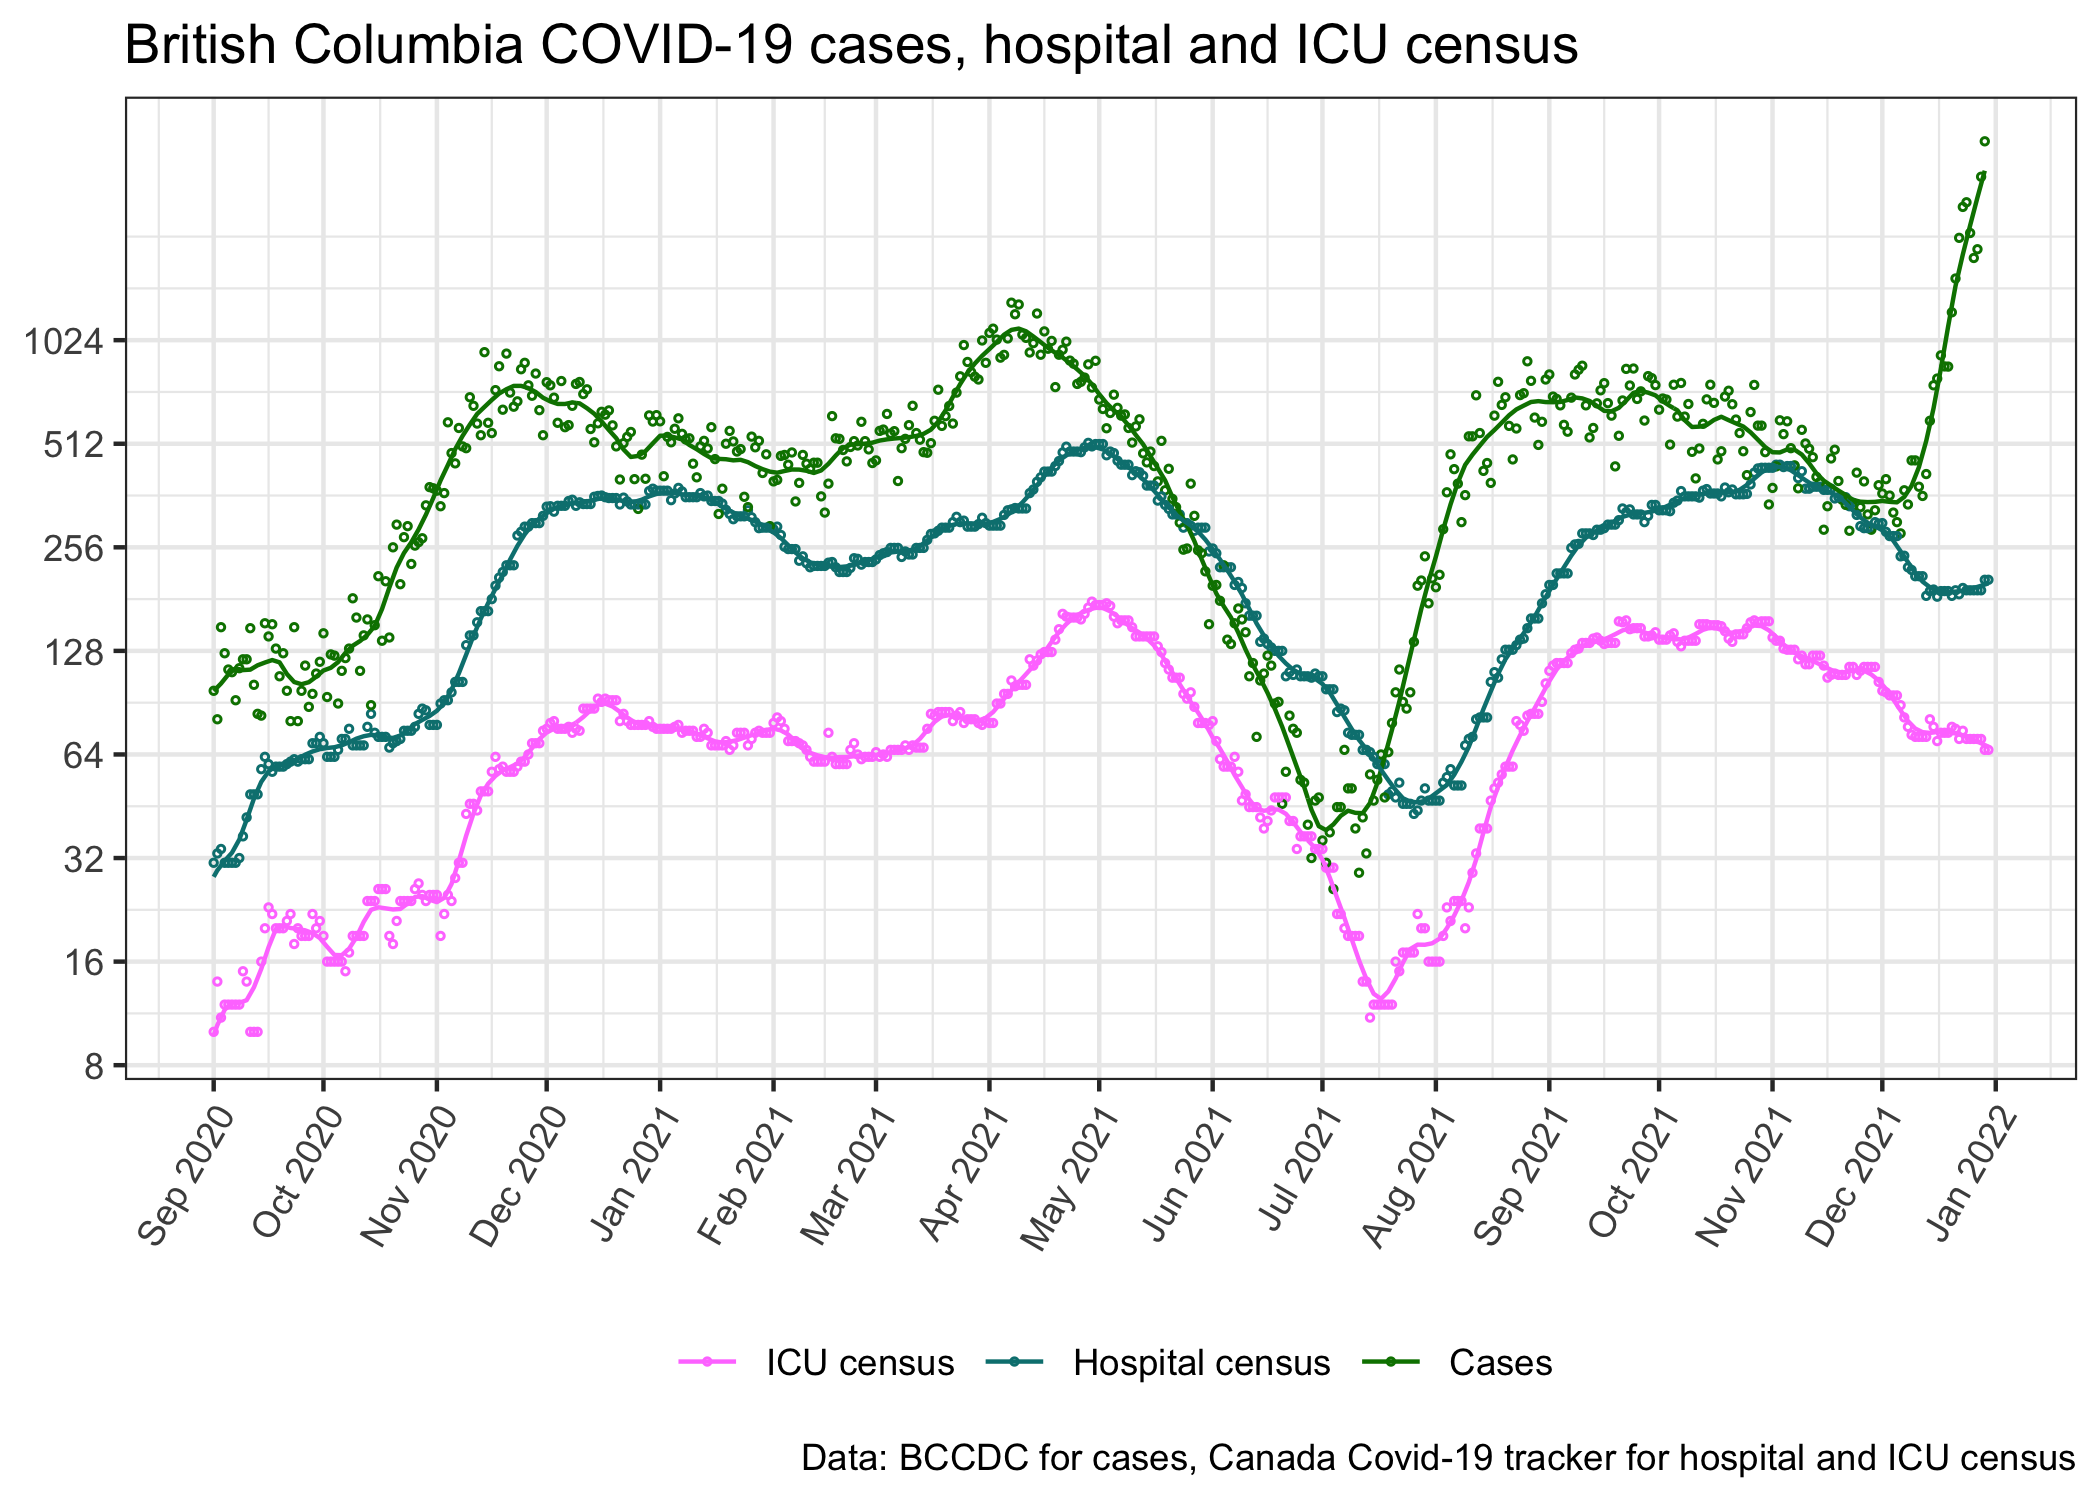 British Columbia COVID-19 cases, hospital and ICU census
1024
512
256
128
64
32
16
8
Sep 2020
Oct 2020
Nov 2020
Dec 2020
Jan 2021
Feb 2021
Mar 2021
Apr 2021
May 2021
Jun 2021
Jul 2021
Aug 2021
Sep 2021
Oct 2021
Nov 2021
Dec 2021
Jan 2022
ICU census Hospital census Cases
Data: BCCDC for cases, Canada Covid-19 tracker for hospital and ICU census